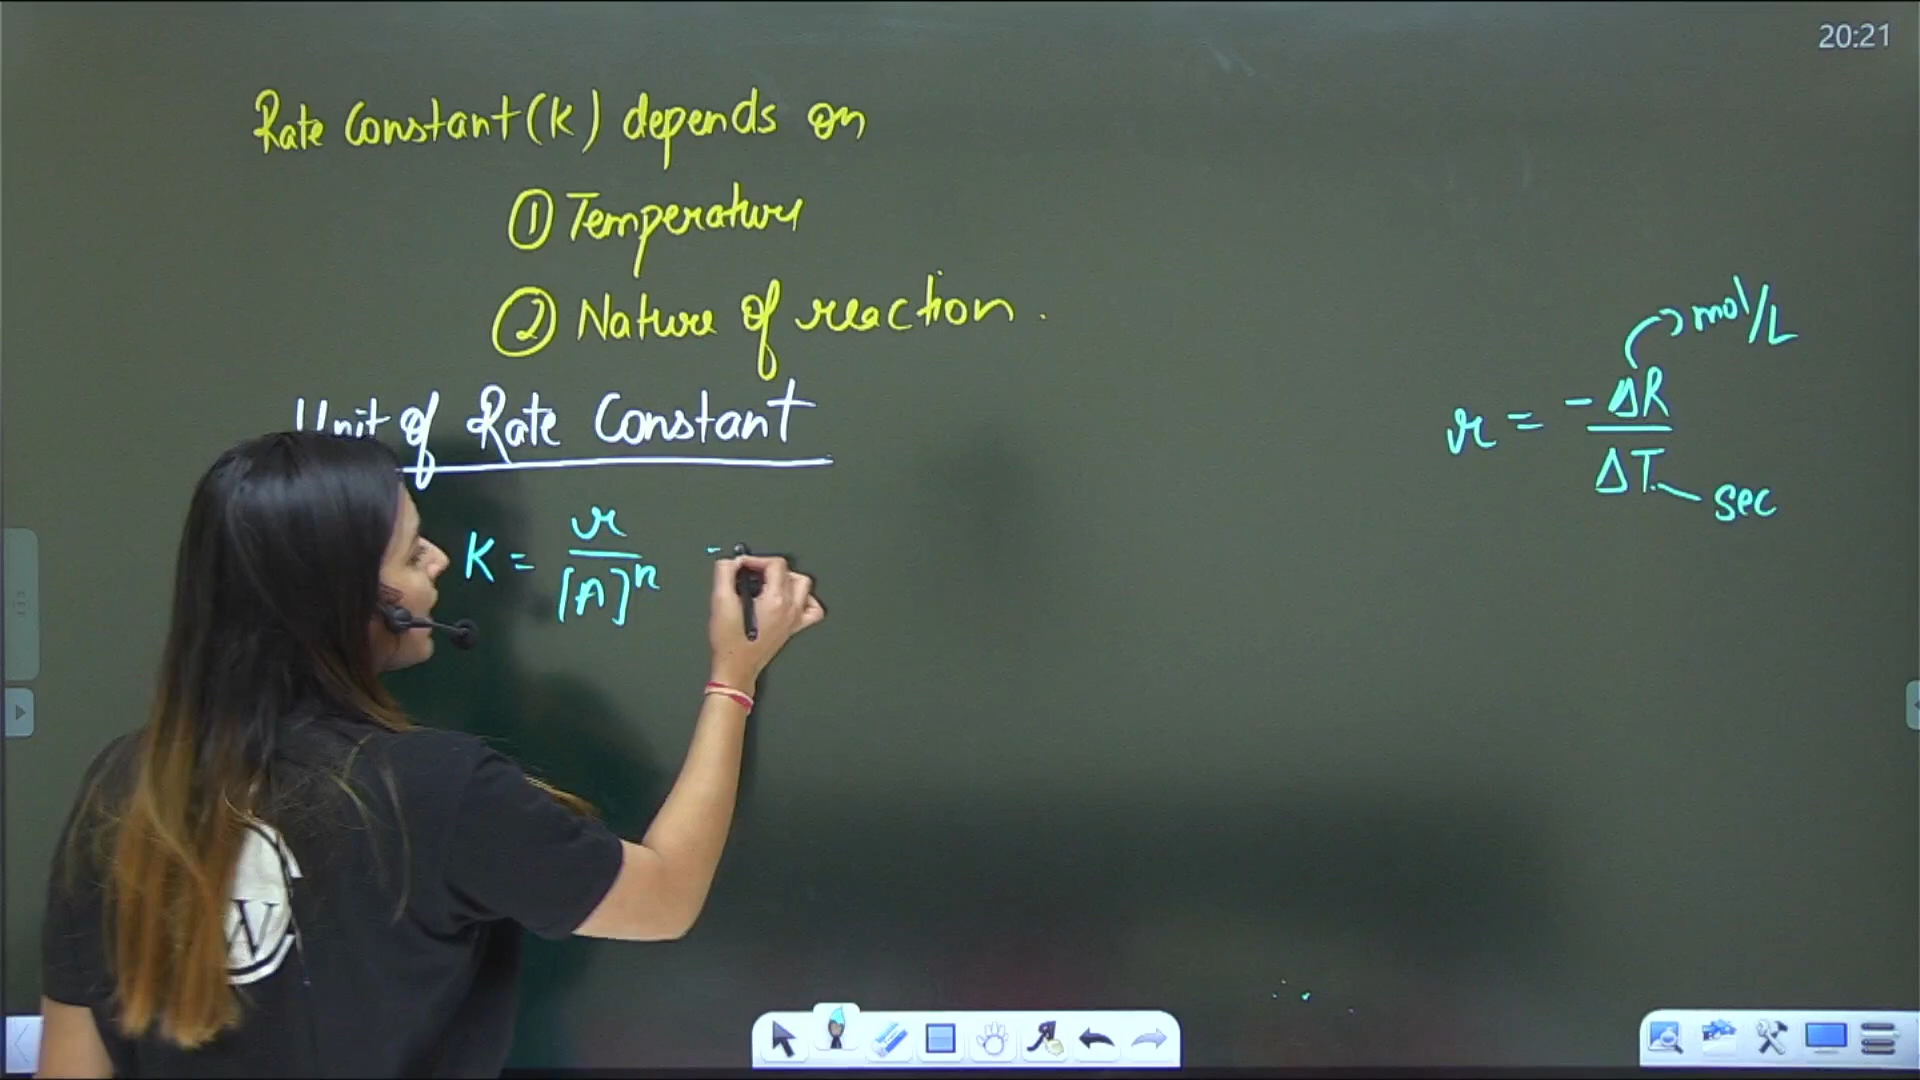 20:21
Rate Constant (K) depends on
① Temperature
② Nature of reaction.
Unit of Rate Constant
K = r / [A]^n
mol/L
r = -ΔR / ΔT
sec
W